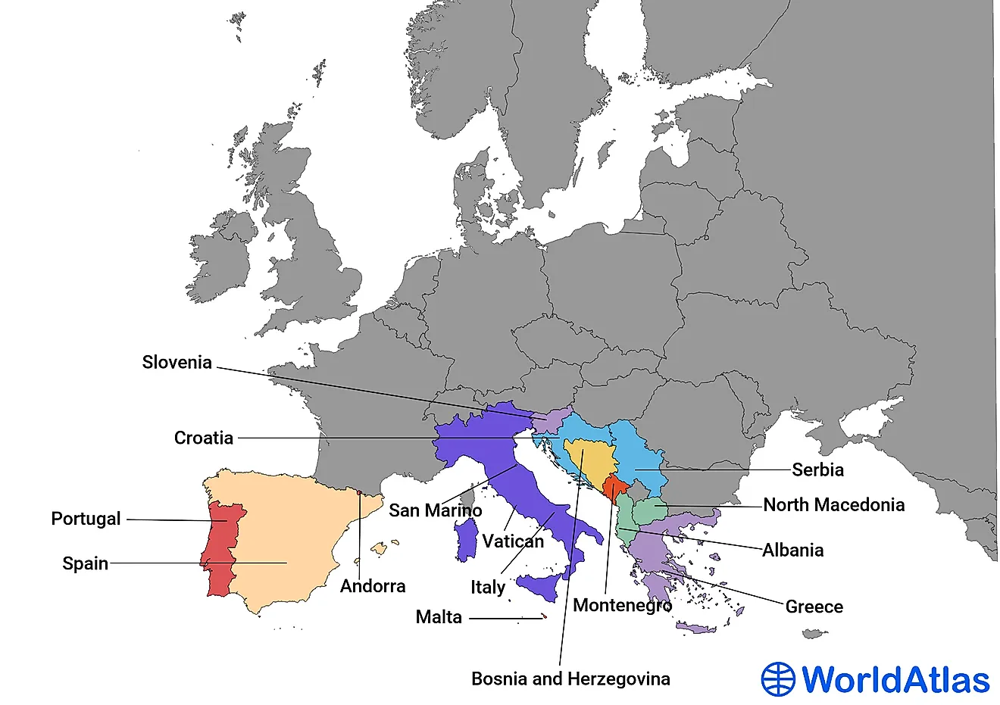 Slovenia
Croatia
Serbia
North Macedonia
San Marino
Portugal
Vatican
Albania
Spain
Andorra
Italy
Montenegro
Greece
Malta
Bosnia and Herzegovina
WorldAtlas